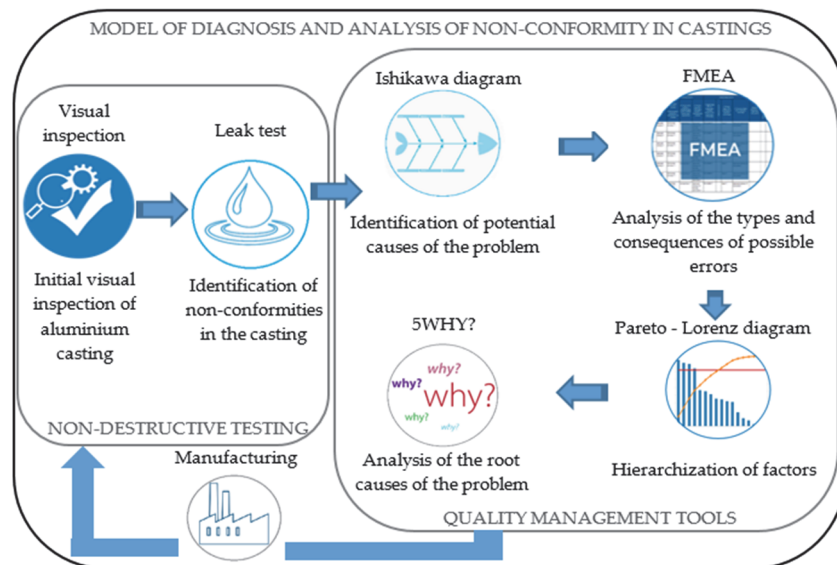 MODEL OF DIAGNOSIS AND ANALYSIS OF NON-CONFORMITY IN CASTINGS
Visual
inspection
Initial visual
inspection of
aluminium
casting
Leak test
Identification of
non-conformities
in the casting
NON-DESTRUCTIVE TESTING
Ishikawa diagram
Identification of potential
causes of the problem
FMEA
FMEA
Analysis of the types and
consequences of possible
errors
Pareto - Lorenz diagram
Hierarchization of factors
5WHY?
why?
why?
why?
why?
why?
Analysis of the root
causes of the problem
QUALITY MANAGEMENT TOOLS
Manufacturing